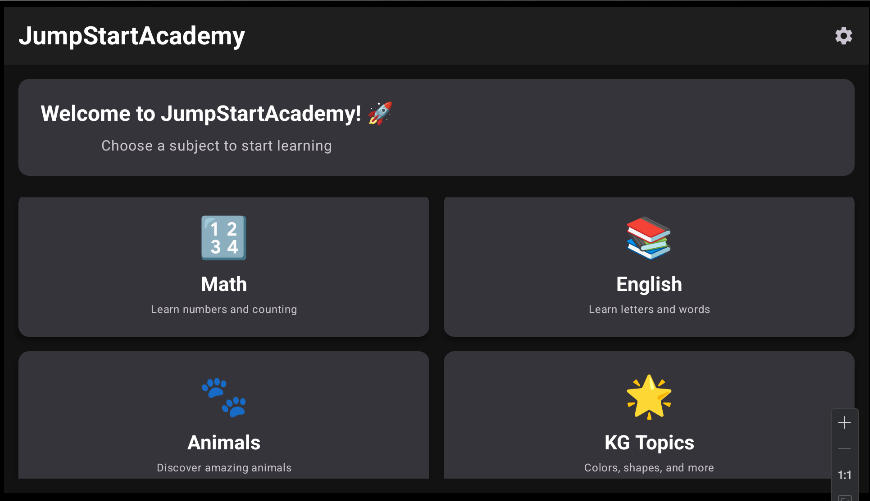 JumpStartAcademy
Welcome to JumpStartAcademy! 🚀
Choose a subject to start learning
1 2
3 4
Math
Learn numbers and counting
English
Learn letters and words
Animals
Discover amazing animals
KG Topics
Colors, shapes, and more
1:1